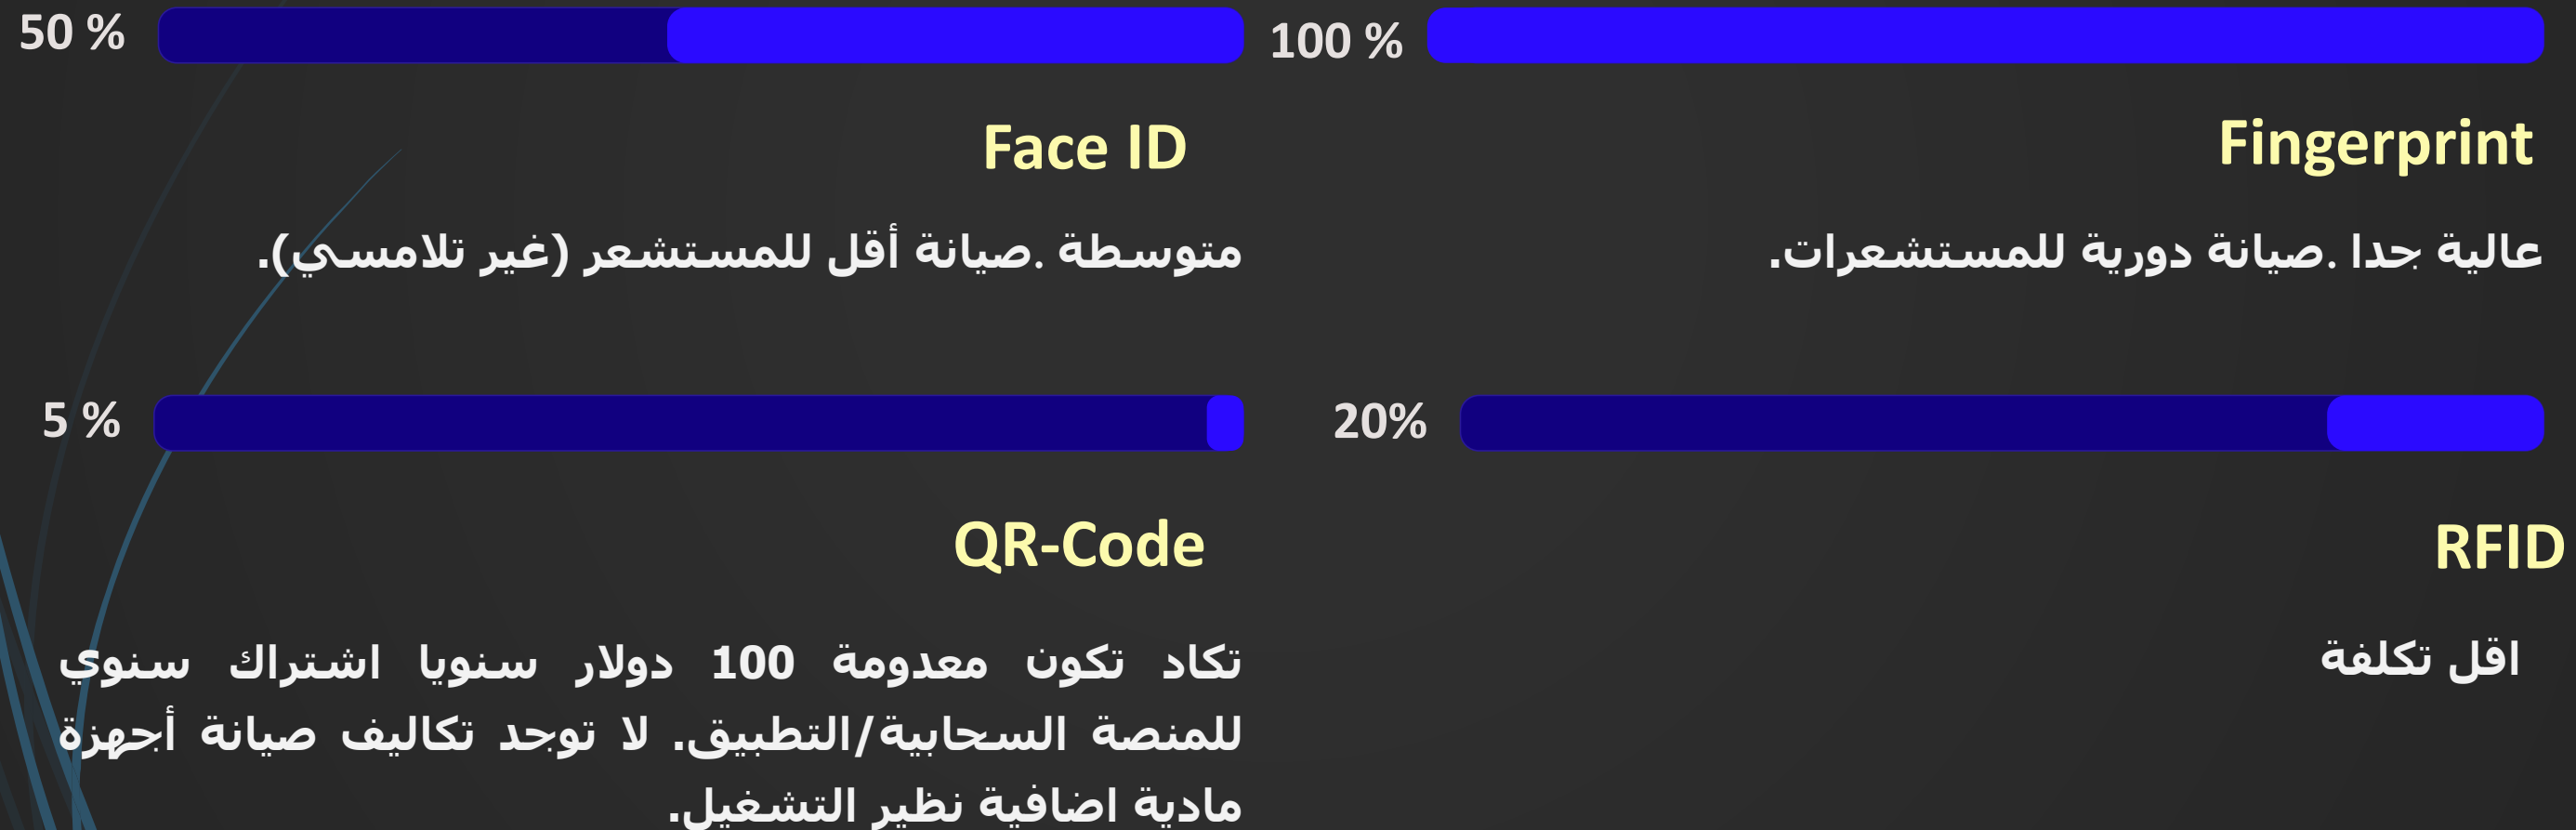 100 %
Fingerprint
عالية جدا .صيانة دورية للمستشعرات.
50 %
Face ID
متوسطة .صيانة أقل للمستشعر (غير تلامسي).
20%
RFID
اقل تكلفة
5 %
QR-Code
تكاد تكون معدومة 100 دولار سنويا اشتراك سنوي
للمنصة السحابية/التطبيق. لا توجد تكاليف صيانة أجهزة
مادية اضافية نظير التشغيل.